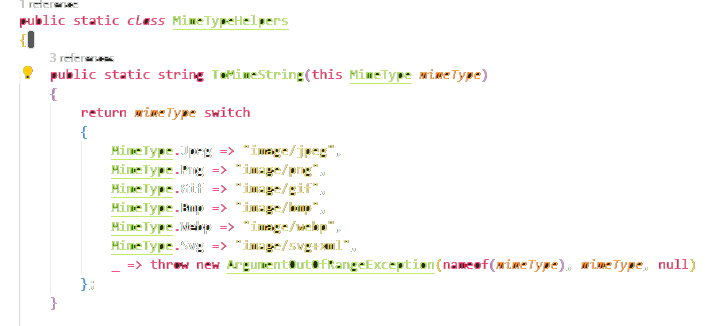 1 reference
public static class MimeTypeHelpers
{
3 references
public static string ToMimeString(this MimeType mimeType)
{
return mimeType switch
{
MimeType.Jpeg => "image/jpeg",
MimeType.Png => "image/png",
MimeType.Gif => "image/gif",
MimeType.Bmp => "image/bmp",
MimeType.Webp => "image/webp",
MimeType.Svg => "image/svg+xml",
_ => throw new ArgumentOutOfRangeException(nameof(mimeType), mimeType, null)
};
}